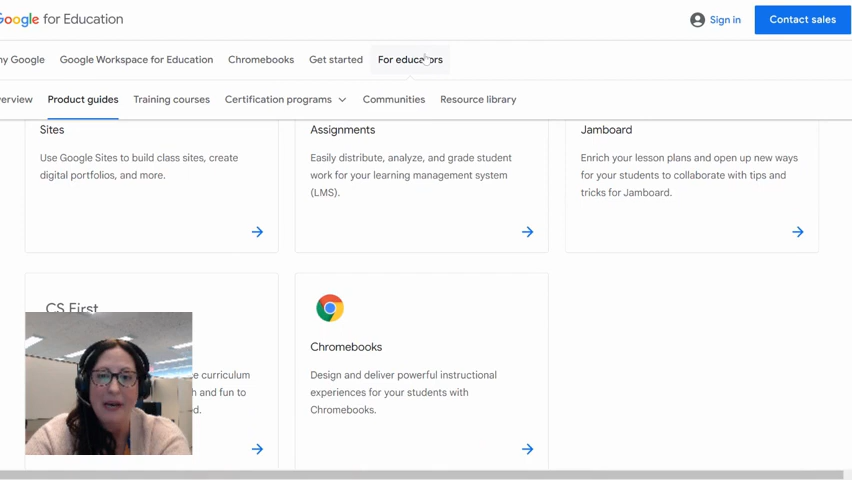 Google for Education
Sign in
Contact sales
hy Google
Google Workspace for Education
Chromebooks
Get started
For educators
erview
Product guides
Training courses
Certification programs
Communities
Resource library
Sites
Use Google Sites to build class sites, create
digital portfolios, and more.
Assignments
Easily distribute, analyze, and grade student
work for your learning management system
(LMS).
Jamboard
Enrich your lesson plans and open up new ways
for your students to collaborate with tips and
tricks for Jamboard.
CS First
e curriculum
h and fun to
d.
Chromebooks
Design and deliver powerful instructional
experiences for your students with
Chromebooks.